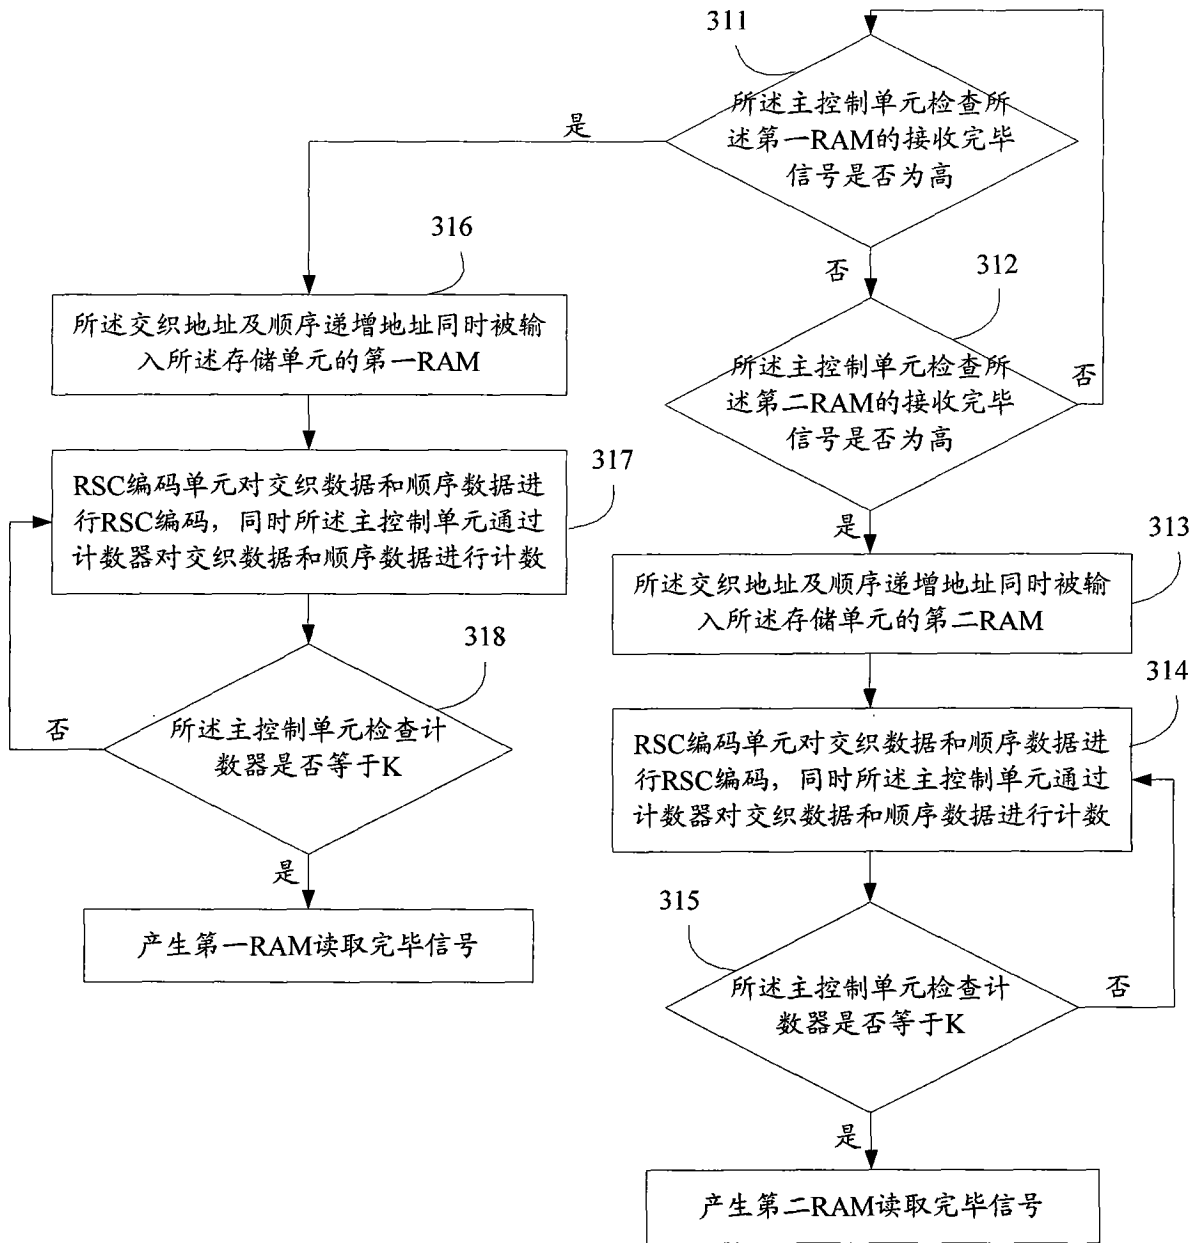 311
所述主控制单元检查所
述第一RAM的接收完毕
信号是否为高
是
否
316
所述交织地址及顺序递增地址同时被输
入所述存储单元的第一RAM
312
所述主控制单元检查所
述第二RAM的接收完毕
信号是否为高
否
是
RSC编码单元对交织数据和顺序数据进
行RSC编码，同时所述主控制单元通过
计数器对交织数据和顺序数据进行计数
317
313
所述交织地址及顺序递增地址同时被输
入所述存储单元的第二RAM
318
所述主控制单元检查计
数器是否等于K
否
是
314
RSC编码单元对交织数据和顺序数据进
行RSC编码，同时所述主控制单元通过
计数器对交织数据和顺序数据进行计数
产生第一RAM读取完毕信号
315
所述主控制单元检查计
数器是否等于K
否
是
产生第二RAM读取完毕信号